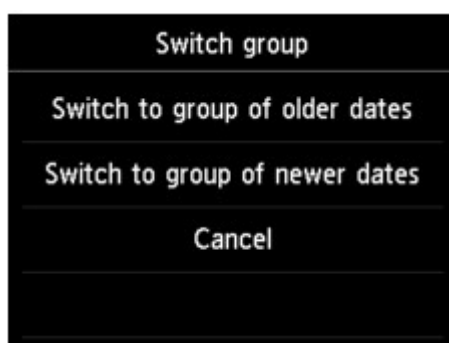 Switch group
Switch to group of older dates
Switch to group of newer dates
Cancel